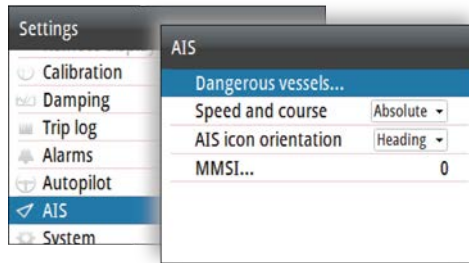 Settings
Calibration
Damping
Trip log
Alarms
Autopilot
AIS
System
AIS
Dangerous vessels...
Speed and course Absolute
AIS icon orientation Heading
MMSI... 0